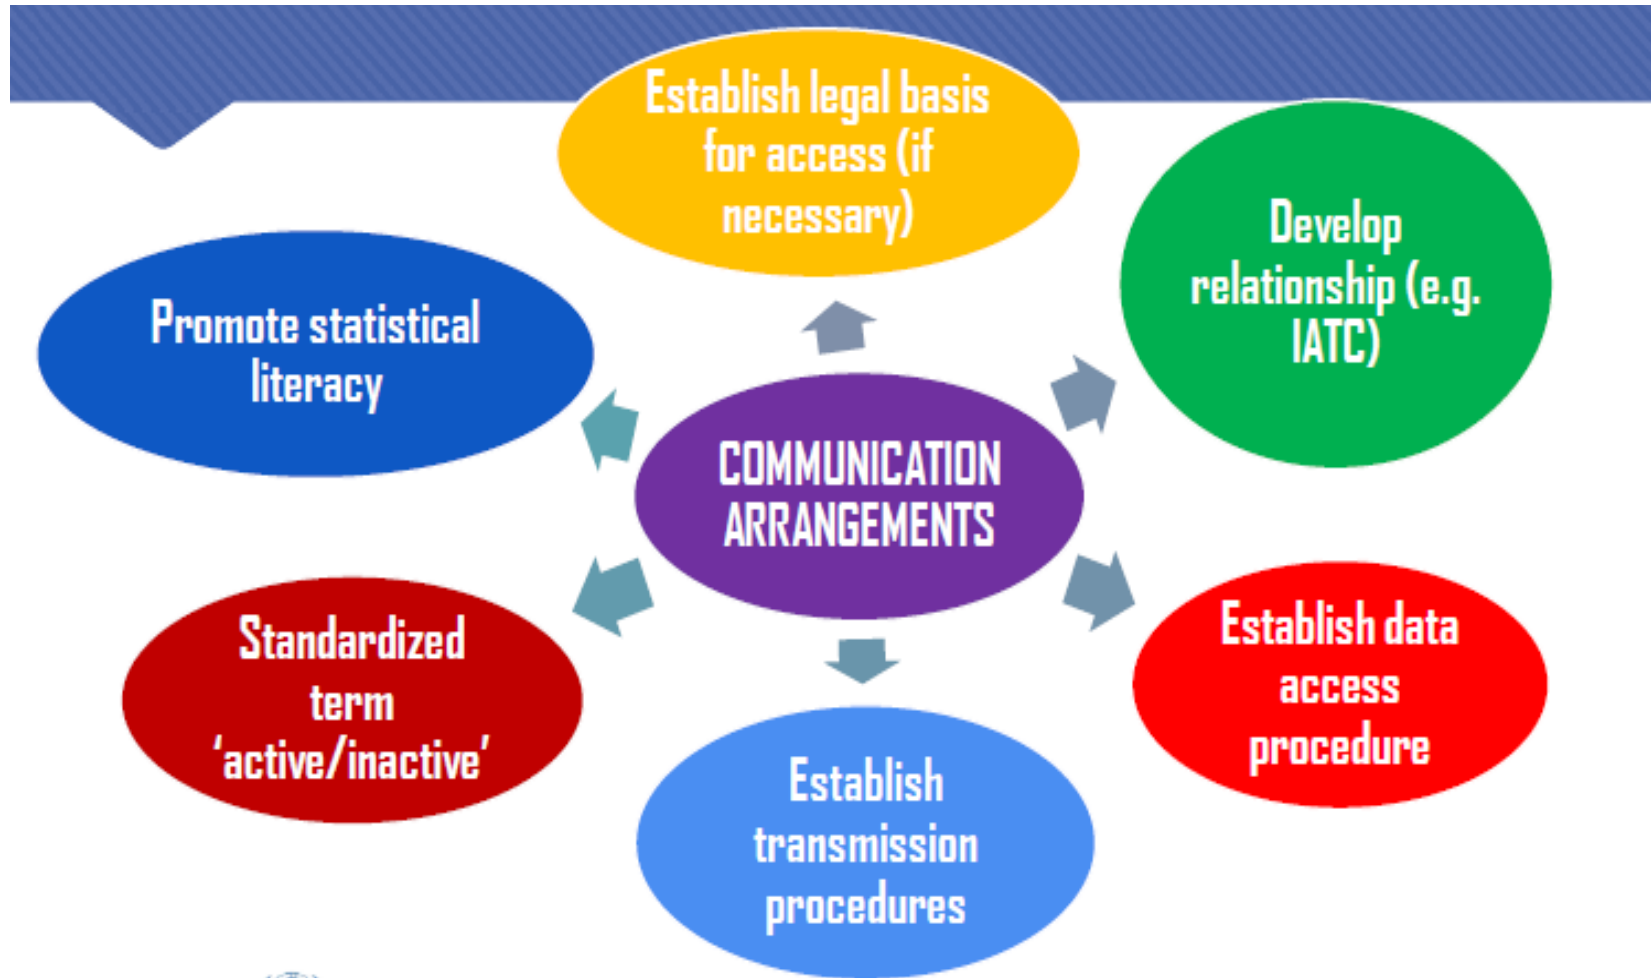 Establish legal basis
for access (if
necessary)
Develop
relationship (e.g.
IATC)
Promote statistical
literacy
COMMUNICATION
ARRANGEMENTS
Standardized
term
‘active/inactive’
Establish data
access
procedure
Establish
transmission
procedures